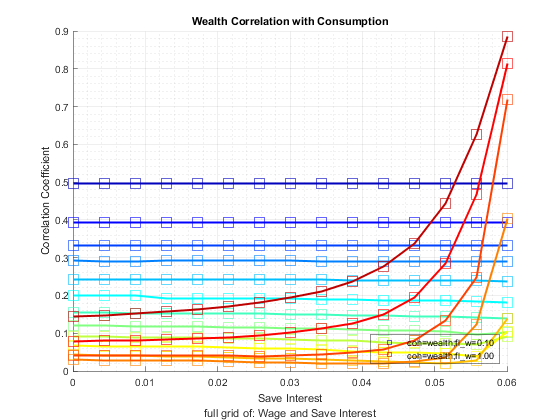 Wealth Correlation with Consumption
0.9
0.8
0.7
0.6
0.5
0.4
0.3
0.2
0.1
0
Correlation Coefficient
coh=wealth;fl_w=0.10
coh=wealth;fl_w=1.00
0 0.01 0.02 0.03 0.04 0.05 0.06
Save Interest
full grid of: Wage and Save Interest